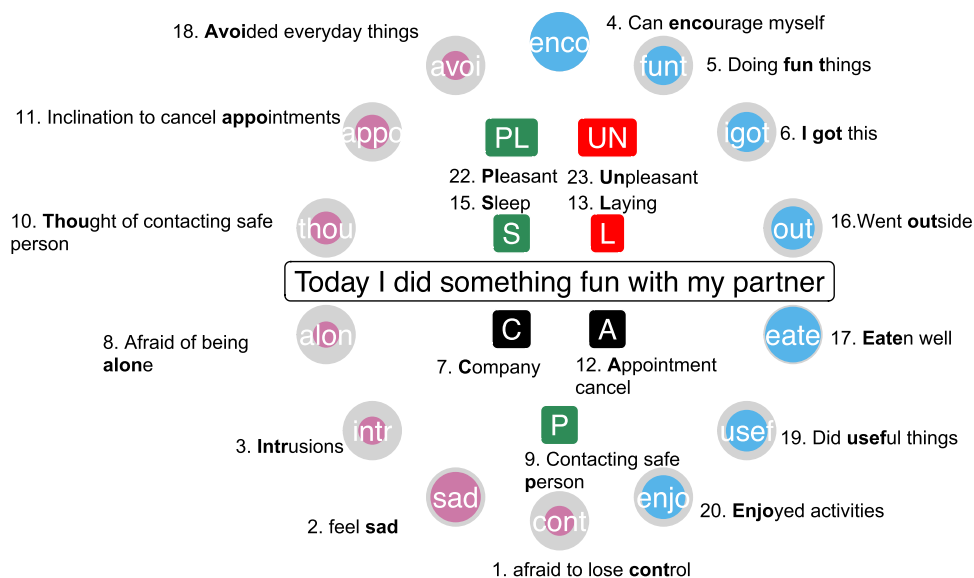 18. Avoided everyday things
4. Can encourage myself
enco
avoi
funt
5. Doing fun things
11. Inclination to cancel appointments
appo
PL
UN
igot
6. I got this
22. Pleasant
23. Unpleasant
15. Sleep
13. Laying
10. Thought of contacting safe
person
thou
S
L
out
16.Went outside
Today I did something fun with my partner
8. Afraid of being
alone
alon
C
A
eate
17. Eaten well
7. Company
12. Appointment
cancel
3. Intrusions
intr
P
usef
19. Did useful things
9. Contacting safe
person
2. feel sad
sad
cont
enjo
20. Enjoyed activities
1. afraid to lose control